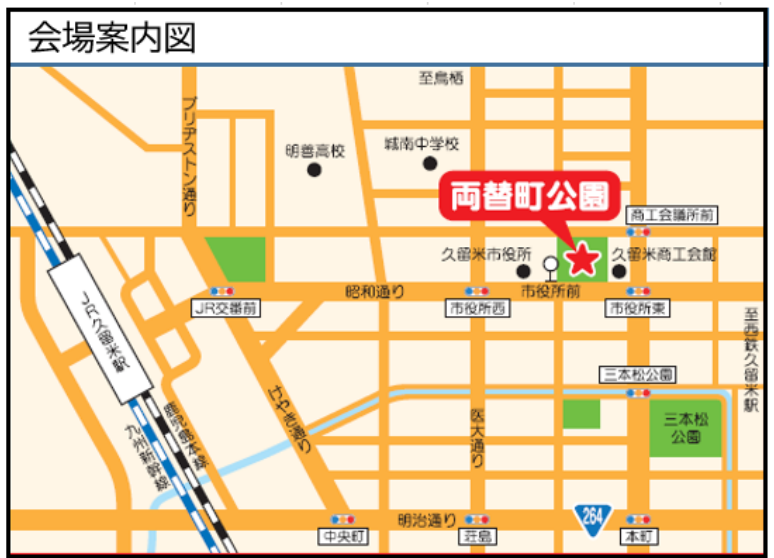 会場案内図
至鳥栖
ブリヂストン通り
明善高校
城南中学校
両替町公園
商工会議所前
久留米市役所
久留米商工会館
JR久留米駅
昭和通り
市役所前
JR交番前
市役所西
市役所東
至西鉄久留米駅
三本松公園
けやき通り
医大通り
三本松
公園
鹿児島本線
九州新幹線
明治通り
264
中央町
荘島
本町